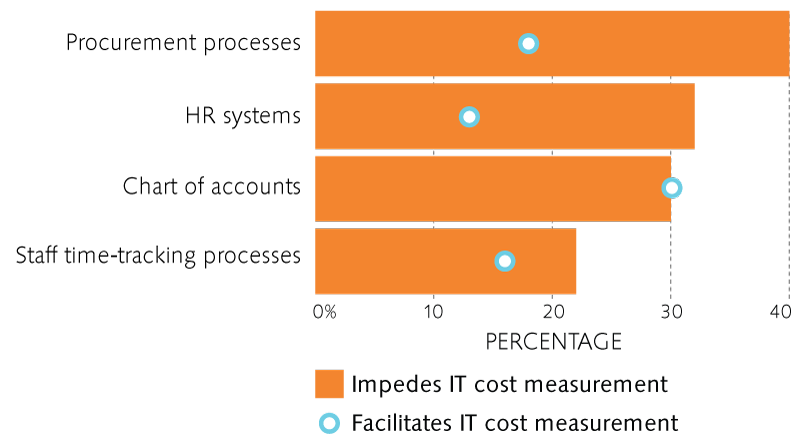 Procurement processes
HR systems
Chart of accounts
Staff time-tracking processes
0% 10 20 30 40
PERCENTAGE
Impedes IT cost measurement
Facilitates IT cost measurement